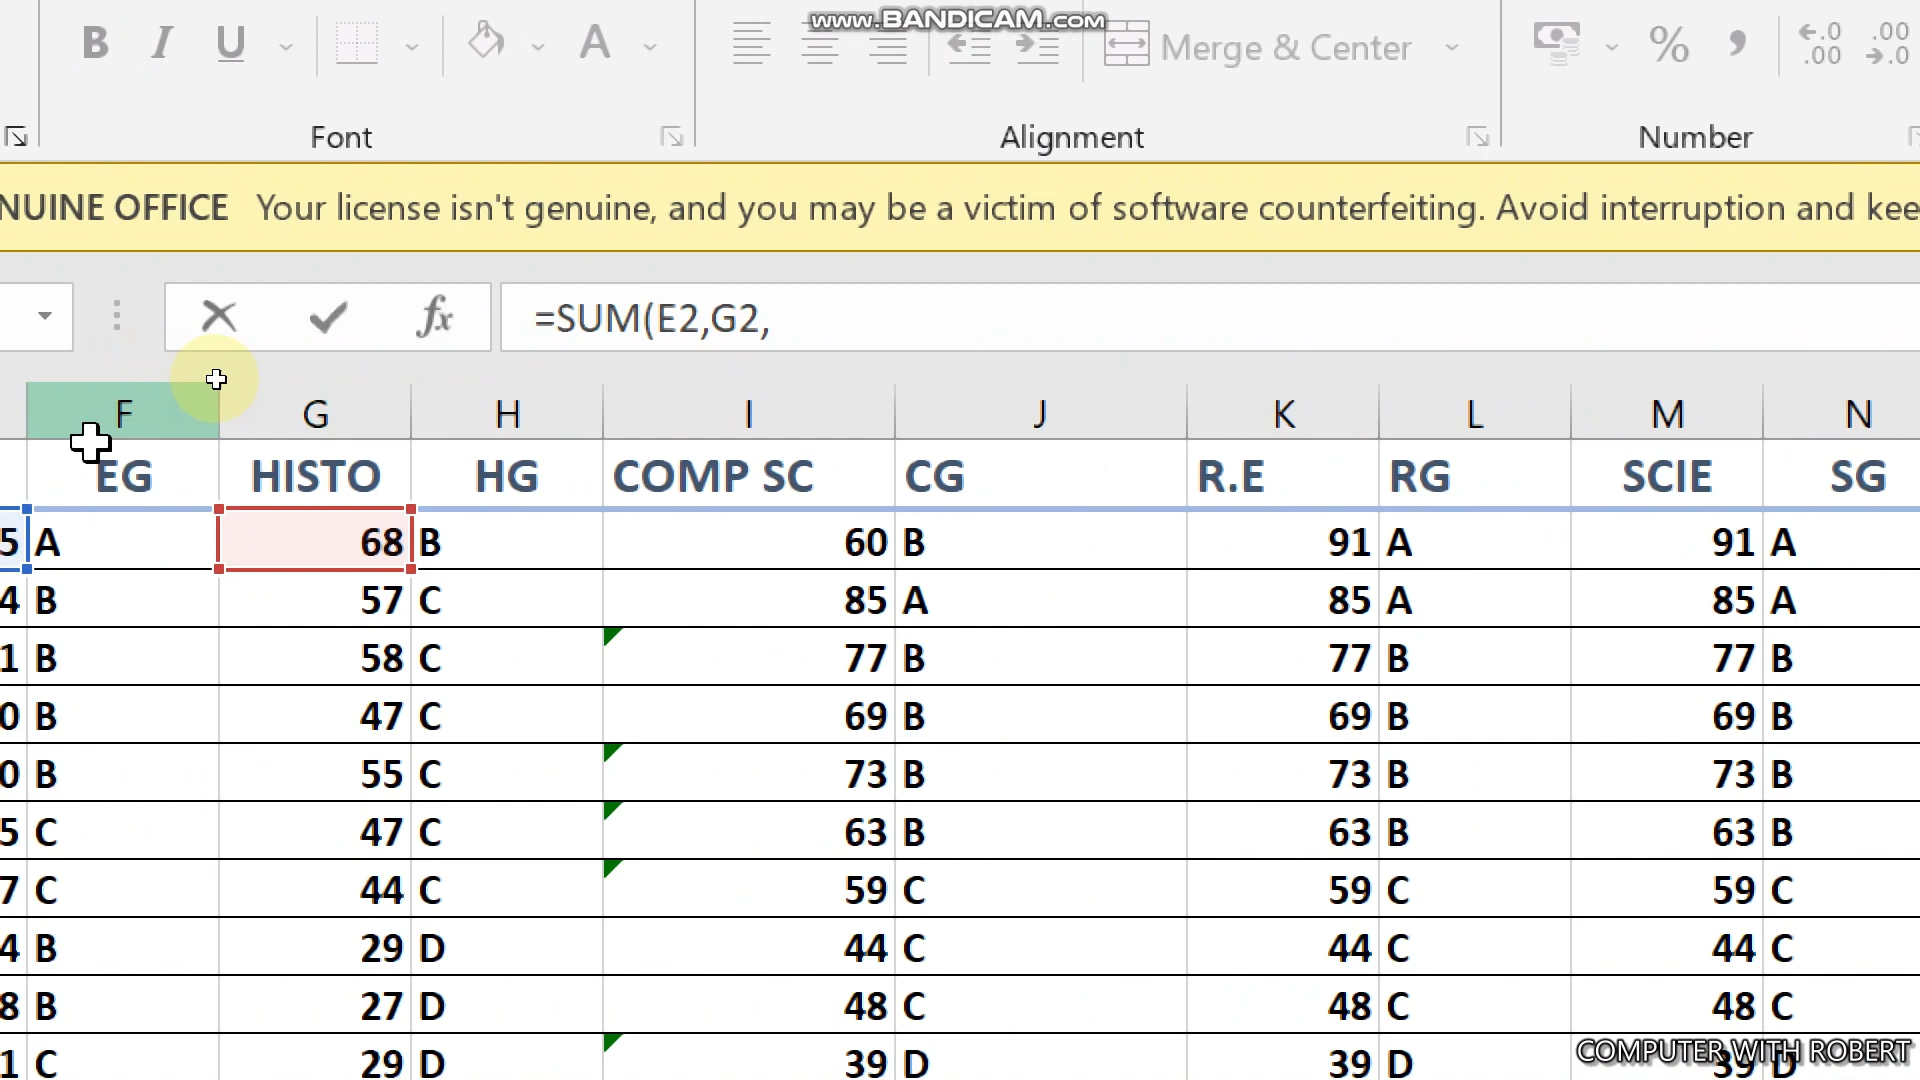 www.BANDICAM.com
B I U A Merge & Center % , .0 .00 .00 .0
Font Alignment Number
NUINE OFFICE Your license isn't genuine, and you may be a victim of software counterfeiting. Avoid interruption and kee
fx =SUM(E2,G2,
F G H I J K L M N
EG HISTO HG COMP SC CG R.E RG SCIE SG
5 A 68 B 60 B 91 A 91 A
4 B 57 C 85 A 85 A 85 A
1 B 58 C 77 B 77 B 77 B
0 B 47 C 69 B 69 B 69 B
0 B 55 C 73 B 73 B 73 B
5 C 47 C 63 B 63 B 63 B
7 C 44 C 59 C 59 C 59 C
4 B 29 D 44 C 44 C 44 C
8 B 27 D 48 C 48 C 48 C
1 C 29 D 39 D 39 D 39 D
COMPUTER WITH ROBERT